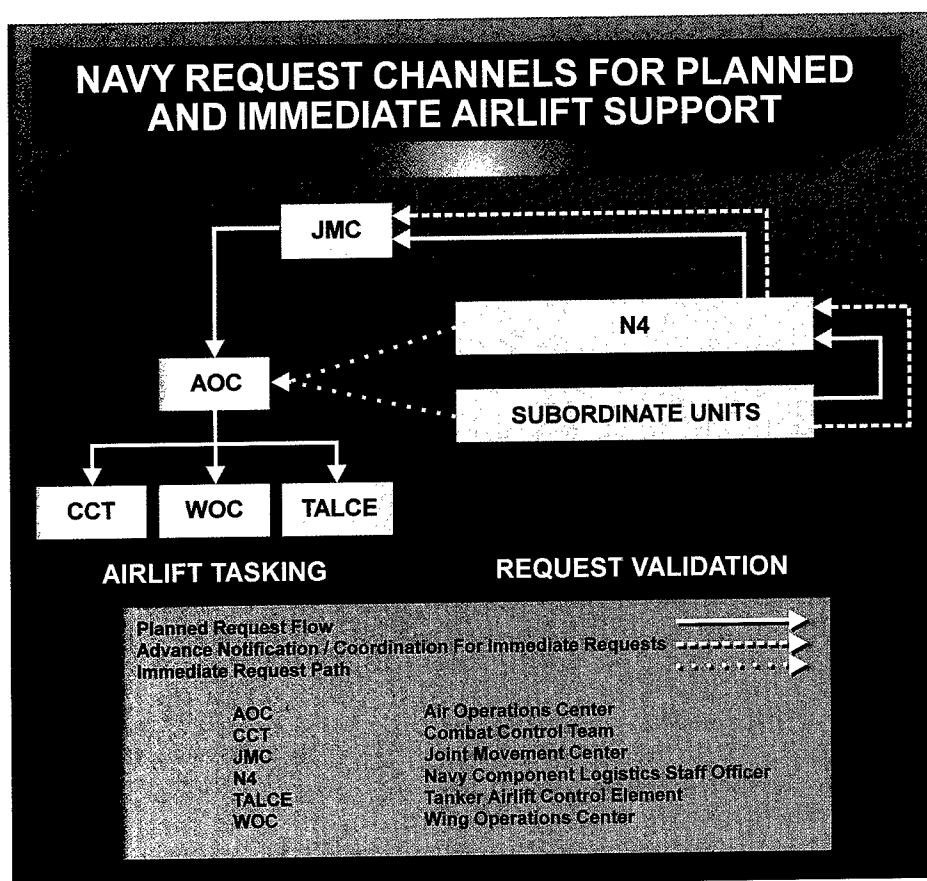 NAVY REQUEST CHANNELS FOR PLANNED
AND IMMEDIATE AIRLIFT SUPPORT
JMC
N4
AOC
SUBORDINATE UNITS
CCT
WOC
TALCE
AIRLIFT TASKING
REQUEST VALIDATION
Planned Request Flow
Advance Notification / Coordination For Immediate Requests
Immediate Request Path
AOC Air Operations Center
CCT Combat Control Team
JMC Joint Movement Center
N4 Navy Component Logistics Staff Officer
TALCE Tanker Airlift Control Element
WOC Wing Operations Center